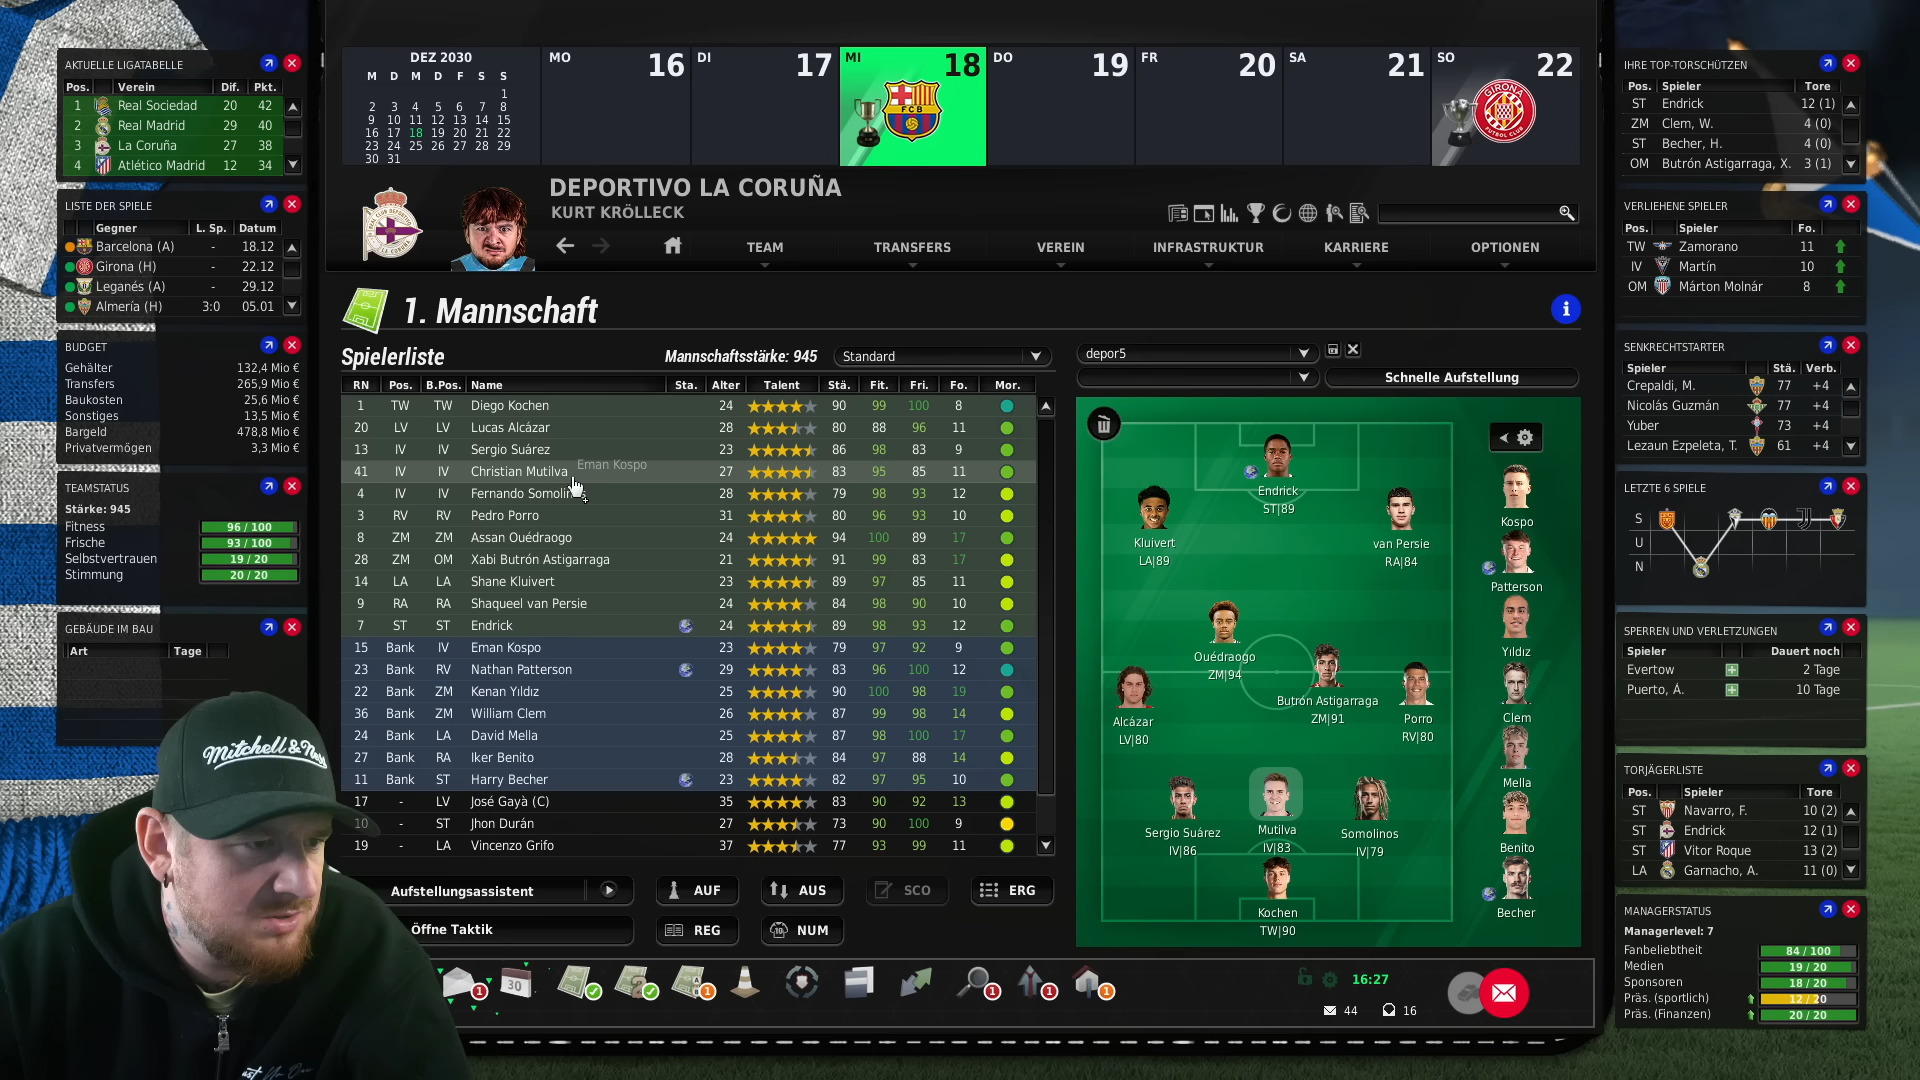 AKTUELLE LIGATABELLE
Pos. Verein Dif. Pkt.
1 Real Sociedad 20 42
2 Real Madrid 29 40
3 La Coruña 27 38
4 Atlético Madrid 12 34
LISTE DER SPIELE
Gegner L. Sp. Datum
Barcelona (A) - 18.12
Girona (H) - 22.12
Leganés (A) - 29.12
Almería (H) 3:0 05.01
BUDGET
Gehälter 132,4 Mio €
Transfers 265,9 Mio €
Baukosten 25,6 Mio €
Sonstiges 13,5 Mio €
Bargeld 478,8 Mio €
Privatvermögen 3,3 Mio €
TEAMSTATUS
Stärke: 945
Fitness 96 / 100
Frische 93 / 100
Selbstvertrauen 19 / 20
Stimmung 20 / 20
GEBÄUDE IM BAU
Art Tage
Mitchell & Ness
DEZ 2030
M D M D F S S
1
2 3 4 5 6 7 8
9 10 11 12 13 14 15
16 17 18 19 20 21 22
23 24 25 26 27 28 29
30 31
MO 16 DI 17 MI 18 DO 19 FR 20 SA 21 SO 22
FCB
GIRONA
DEPORTIVO LA CORUÑA
KURT KRÖLLECK
TEAM TRANSFERS VEREIN INFRASTRUKTUR KARRIERE OPTIONEN
1. Mannschaft
Spielerliste Mannschaftsstärke: 945 Standard
RN Pos. B.Pos. Name Sta. Alter Talent Stä. Fit. Fri. Fo. Mor.
1 TW TW Diego Kochen 24 90 99 100 8
20 LV LV Lucas Alcázar 28 80 88 96 11
13 IV IV Sergio Suárez 23 86 98 83 9
41 IV IV Christian Mutilva 27 83 95 85 11
Eman Kospo
4 IV IV Fernando Somolinos 28 79 98 93 12
3 RV RV Pedro Porro 31 80 96 93 10
8 ZM ZM Assan Ouédraogo 24 94 100 89 17
28 ZM OM Xabi Butrón Astigarraga 21 91 99 83 17
14 LA LA Shane Kluivert 23 89 97 85 11
9 RA RA Shaqueel van Persie 24 84 98 90 10
7 ST ST Endrick 24 89 98 93 12
15 Bank IV Eman Kospo 23 79 97 92 9
23 Bank RV Nathan Patterson 29 83 96 100 12
22 Bank ZM Kenan Yıldız 25 90 100 98 19
36 Bank ZM William Clem 26 87 99 98 14
24 Bank LA David Mella 25 87 98 100 17
27 Bank RA Iker Benito 28 84 97 88 14
11 Bank ST Harry Becher 23 82 97 95 10
17 - LV José Gayà (C) 35 83 90 92 13
10 - ST Jhon Durán 27 73 90 100 9
19 - LA Vincenzo Grifo 37 77 93 99 11
Aufstellungsassistent AUF AUS SCO ERG
Öffne Taktik REG NUM
depor5
Schnelle Aufstellung
Endrick
ST|89
Kluivert
LA|89
van Persie
RA|84
Ouédraogo
ZM|94
Butrón Astigarraga
ZM|91
Alcázar
LV|80
Porro
RV|80
Sergio Suárez
IV|86
Mutilva
IV|83
Somolinos
IV|79
Kochen
TW|90
Kospo
Patterson
Yıldız
Clem
Mella
Benito
Becher
1 30 2 1 1 1 1
16:27
44 16
IHRE TOP-TORSCHÜTZEN
Pos. Spieler Tore
ST Endrick 12 (1)
ZM Clem, W. 4 (0)
ST Becher, H. 4 (0)
OM Butrón Astigarraga, X. 3 (1)
VERLIEHENE SPIELER
Pos. Spieler Fo.
TW Zamorano 11
IV Martín 10
OM Márton Molnár 8
SENKRECHTSTARTER
Spieler Stä. Verb.
Crepaldi, M. 77 +4
Nicolás Guzmán 77 +4
Yuber 73 +4
Lezaun Ezpeleta, T. 61 +4
LETZTE 6 SPIELE
S
U
N
SPERREN UND VERLETZUNGEN
Spieler Dauert noch
Evertow 2 Tage
Puerto, Á. 10 Tage
TORJÄGERLISTE
Pos. Spieler Tore
ST Navarro, F. 10 (2)
ST Endrick 12 (1)
ST Vitor Roque 13 (2)
LA Garnacho, A. 11 (0)
MANAGERSTATUS
Managerlevel: 7
Fanbeliebtheit 84 / 100
Medien 19 / 20
Sponsoren 18 / 20
Präs. (sportlich) 12 / 20
Präs. (Finanzen) 20 / 20